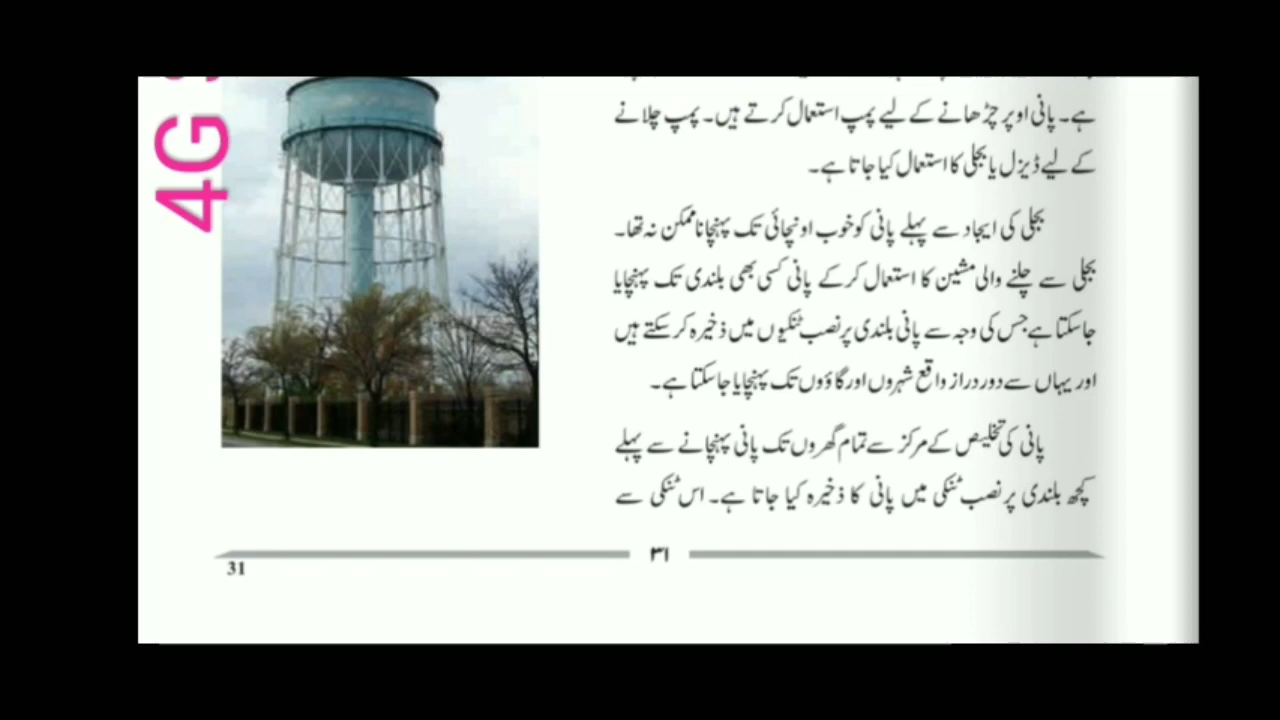 4G
ہے۔ پانی اوپر چڑھانے کے لیے پمپ استعمال کرتے ہیں۔ پمپ چلانے
کے لیے ڈیزل یا بجلی کا استعمال کیا جاتا ہے۔
بجلی کی ایجاد سے پہلے پانی کو خوب اونچائی تک پہنچانا ممکن نہ تھا۔
بجلی سے چلنے والی مشین کا استعمال کرکے پانی کسی بھی بلندی تک پہنچایا
جاسکتا ہے جس کی وجہ سے پانی بلندی پر نصب ٹنکیوں میں ذخیرہ کرسکتے ہیں
اور یہاں سے دور دراز واقع شہروں اور گاؤوں تک پہنچایا جاسکتا ہے۔
پانی کی تخلیص کے مرکز سے تمام گھروں تک پانی پہنچانے سے پہلے
کچھ بلندی پر نصب ٹنکی میں پانی کا ذخیرہ کیا جاتا ہے۔ اس ٹنکی سے
۳۱
31